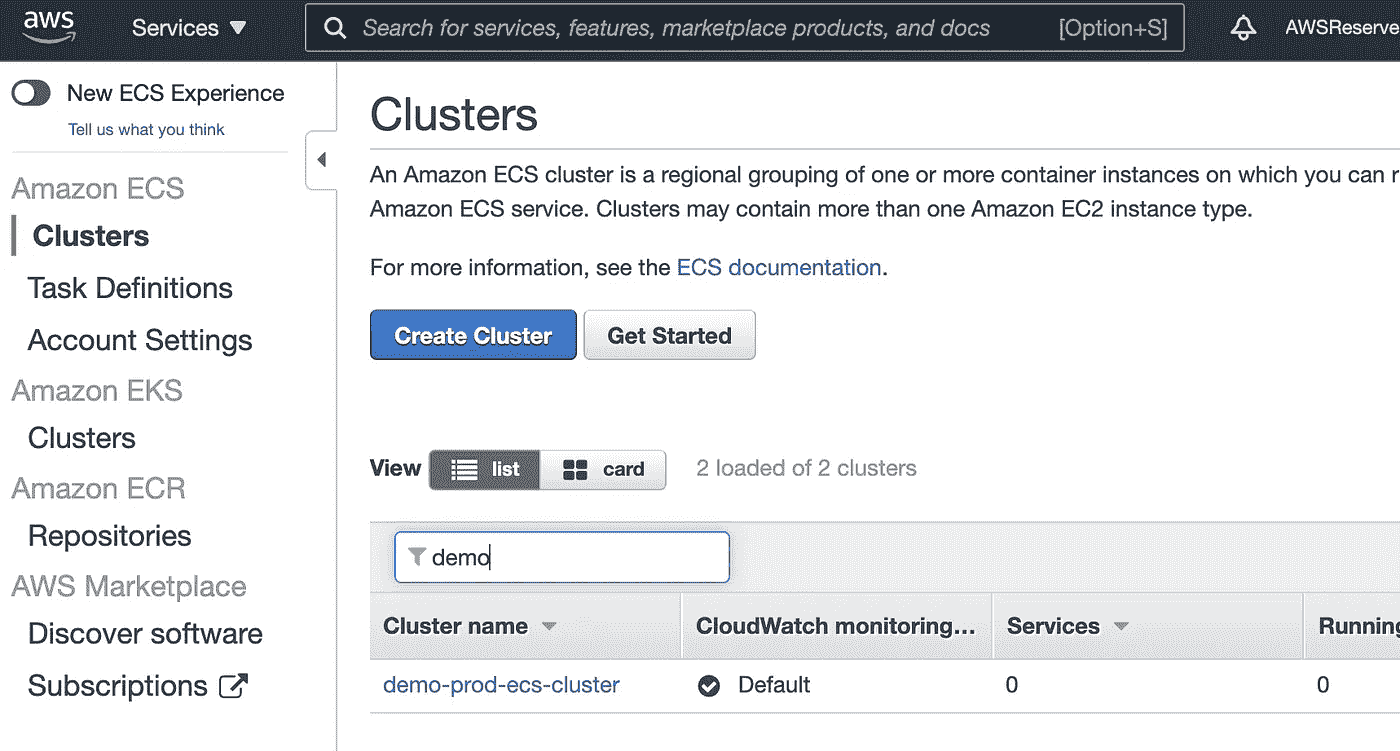 aws Services Search for services, features, marketplace products, and docs [Option+S] AWSReserve
New ECS Experience
Tell us what you think
Amazon ECS
Clusters
Task Definitions
Account Settings
Amazon EKS
Clusters
Amazon ECR
Repositories
AWS Marketplace
Discover software
Subscriptions
Clusters
An Amazon ECS cluster is a regional grouping of one or more container instances on which you can r
Amazon ECS service. Clusters may contain more than one Amazon EC2 instance type.
For more information, see the ECS documentation.
Create Cluster Get Started
View list card 2 loaded of 2 clusters
demo
Cluster name CloudWatch monitoring... Services Running
demo-prod-ecs-cluster Default 0 0